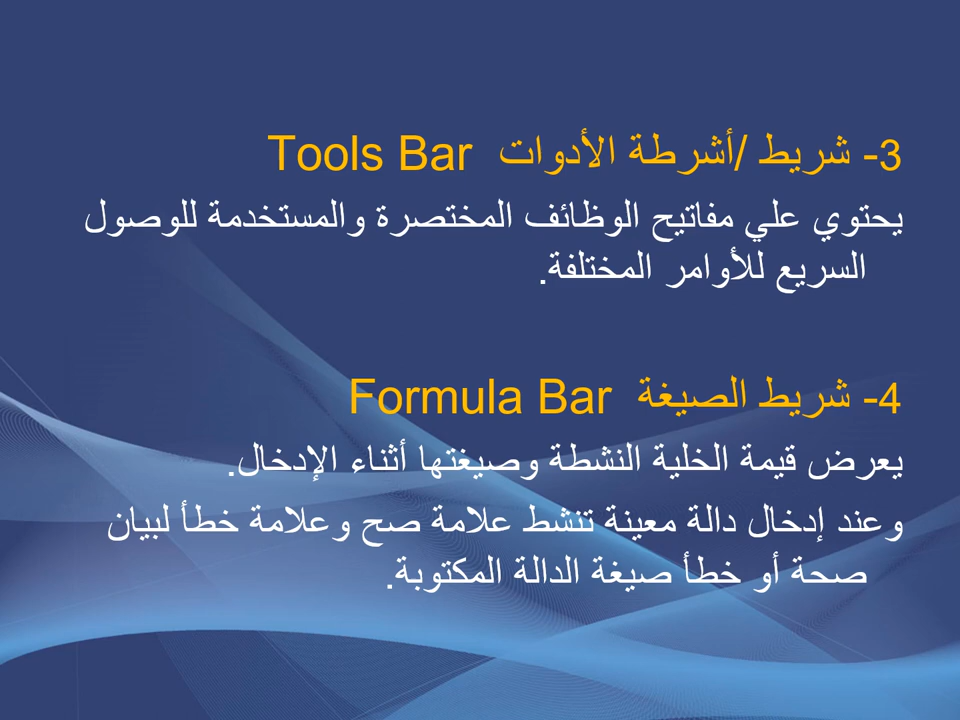 3- شريط /أشرطة الأدوات Tools Bar
يحتوي علي مفاتيح الوظائف المختصرة والمستخدمة للوصول
السريع للأوامر المختلفة.
4- شريط الصيغة Formula Bar
يعرض قيمة الخلية النشطة وصيغتها أثناء الإدخال.
وعند إدخال دالة معينة تنشط علامة صح وعلامة خطأ لبيان
صحة أو خطأ صيغة الدالة المكتوبة.